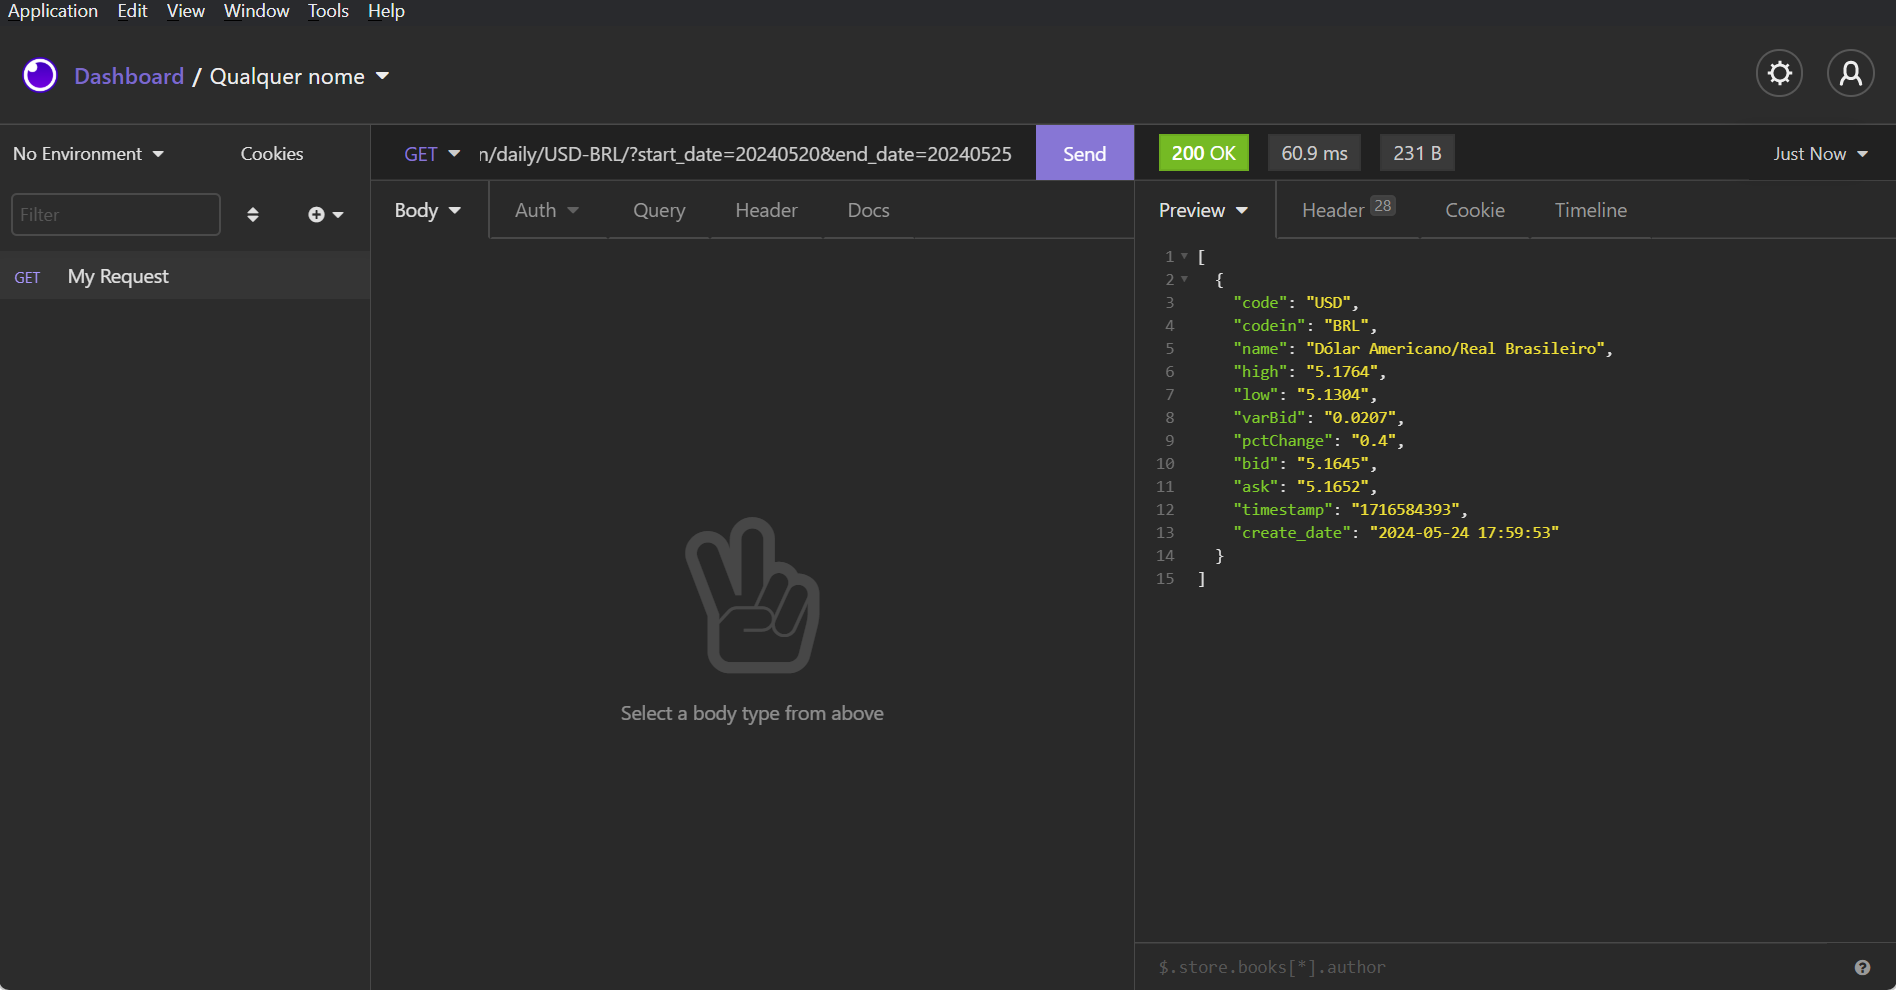 Application Edit View Window Tools Help
Dashboard / Qualquer nome
No Environment Cookies
GET n/daily/USD-BRL/?start_date=20240520&end_date=20240525 Send
200 OK 60.9 ms 231 B Just Now
Filter
Body Auth Query Header Docs
Preview Header 28 Cookie Timeline
GET My Request
1 [
2 {
3 "code": "USD",
4 "codein": "BRL",
5 "name": "Dólar Americano/Real Brasileiro",
6 "high": "5.1764",
7 "low": "5.1304",
8 "varBid": "0.0207",
9 "pctChange": "0.4",
10 "bid": "5.1645",
11 "ask": "5.1652",
12 "timestamp": "1716584393",
13 "create_date": "2024-05-24 17:59:53"
14 }
15 ]
Select a body type from above
$.store.books[*].author